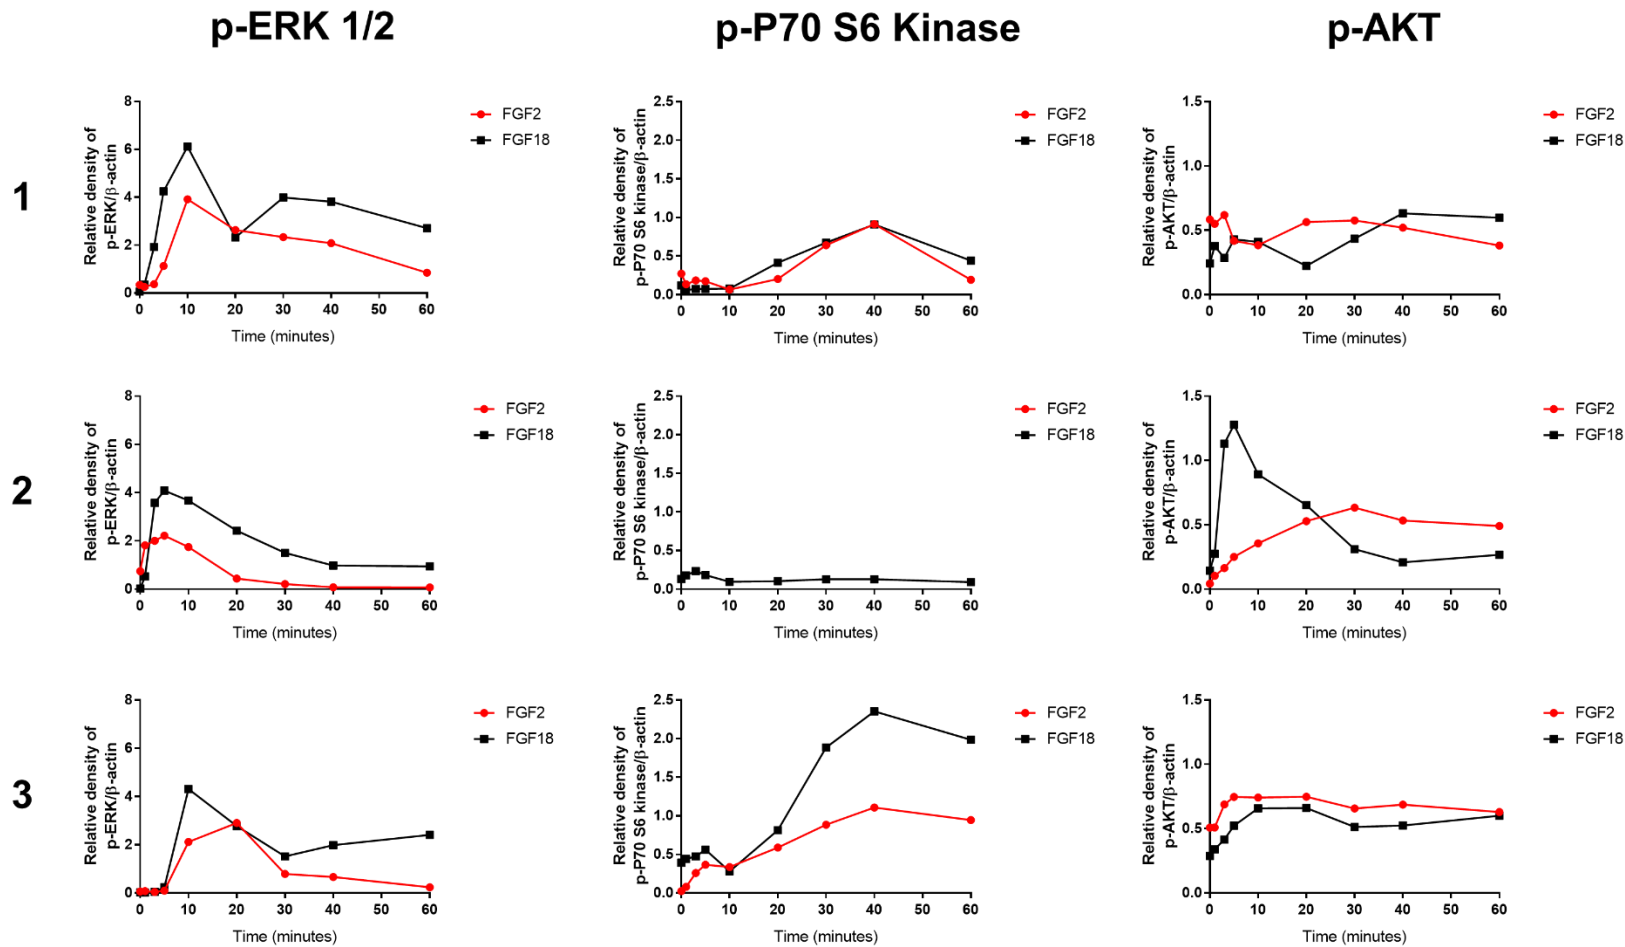 p-ERK 1/2
p-P70 S6 Kinase
p-AKT
1
Relative density of
p-ERK/β-actin
8
6
4
2
0
0 10 20 30 40 50 60
Time (minutes)
FGF2
FGF18
Relative density of
p-P70 S6 kinase/β-actin
2.5
2.0
1.5
1.0
0.5
0.0
0 10 20 30 40 50 60
Time (minutes)
FGF2
FGF18
Relative density of
p-AKT/β-actin
1.5
1.0
0.5
0.0
0 10 20 30 40 50 60
Time (minutes)
FGF2
FGF18
2
Relative density of
p-ERK/β-actin
8
6
4
2
0
0 10 20 30 40 50 60
Time (minutes)
FGF2
FGF18
Relative density of
p-P70 S6 kinase/β-actin
2.5
2.0
1.5
1.0
0.5
0.0
0 10 20 30 40 50 60
Time (minutes)
FGF2
FGF18
Relative density of
p-AKT/β-actin
1.5
1.0
0.5
0.0
0 10 20 30 40 50 60
Time (minutes)
FGF2
FGF18
3
Relative density of
p-ERK/β-actin
8
6
4
2
0
0 10 20 30 40 50 60
Time (minutes)
FGF2
FGF18
Relative density of
p-P70 S6 kinase/β-actin
2.5
2.0
1.5
1.0
0.5
0.0
0 10 20 30 40 50 60
Time (minutes)
FGF2
FGF18
Relative density of
p-AKT/β-actin
1.5
1.0
0.5
0.0
0 10 20 30 40 50 60
Time (minutes)
FGF2
FGF18